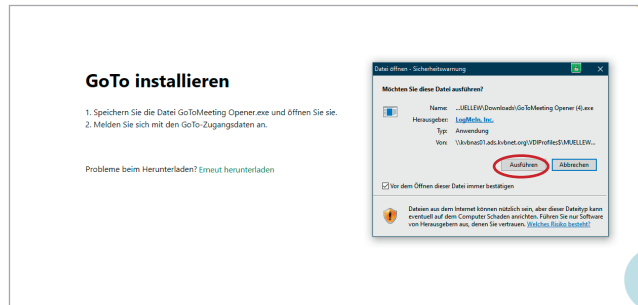 GoTo installieren
1. Speichern Sie die Datei GoToMeeting Opener.exe und öffnen Sie sie.
2. Melden Sie sich mit den GoTo-Zugangsdaten an.
Probleme beim Herunterladen? Erneut herunterladen
Datei öffnen - Sicherheitswarnung
Möchten Sie diese Datei ausführen?
Name: ...UELLEW\Downloads\GoToMeeting Opener (4).exe
Herausgeber: LogMeIn, Inc.
Typ: Anwendung
Von: \\kvbnas01.ads.kvbnet.org\VDIProfiles$\MUELLEW...
Ausführen Abbrechen
Vor dem Öffnen dieser Datei immer bestätigen
Dateien aus dem Internet können nützlich sein, aber dieser Dateityp kann
eventuell auf dem Computer Schaden anrichten. Führen Sie nur Software
von Herausgebern aus, denen Sie vertrauen. Welches Risiko besteht?